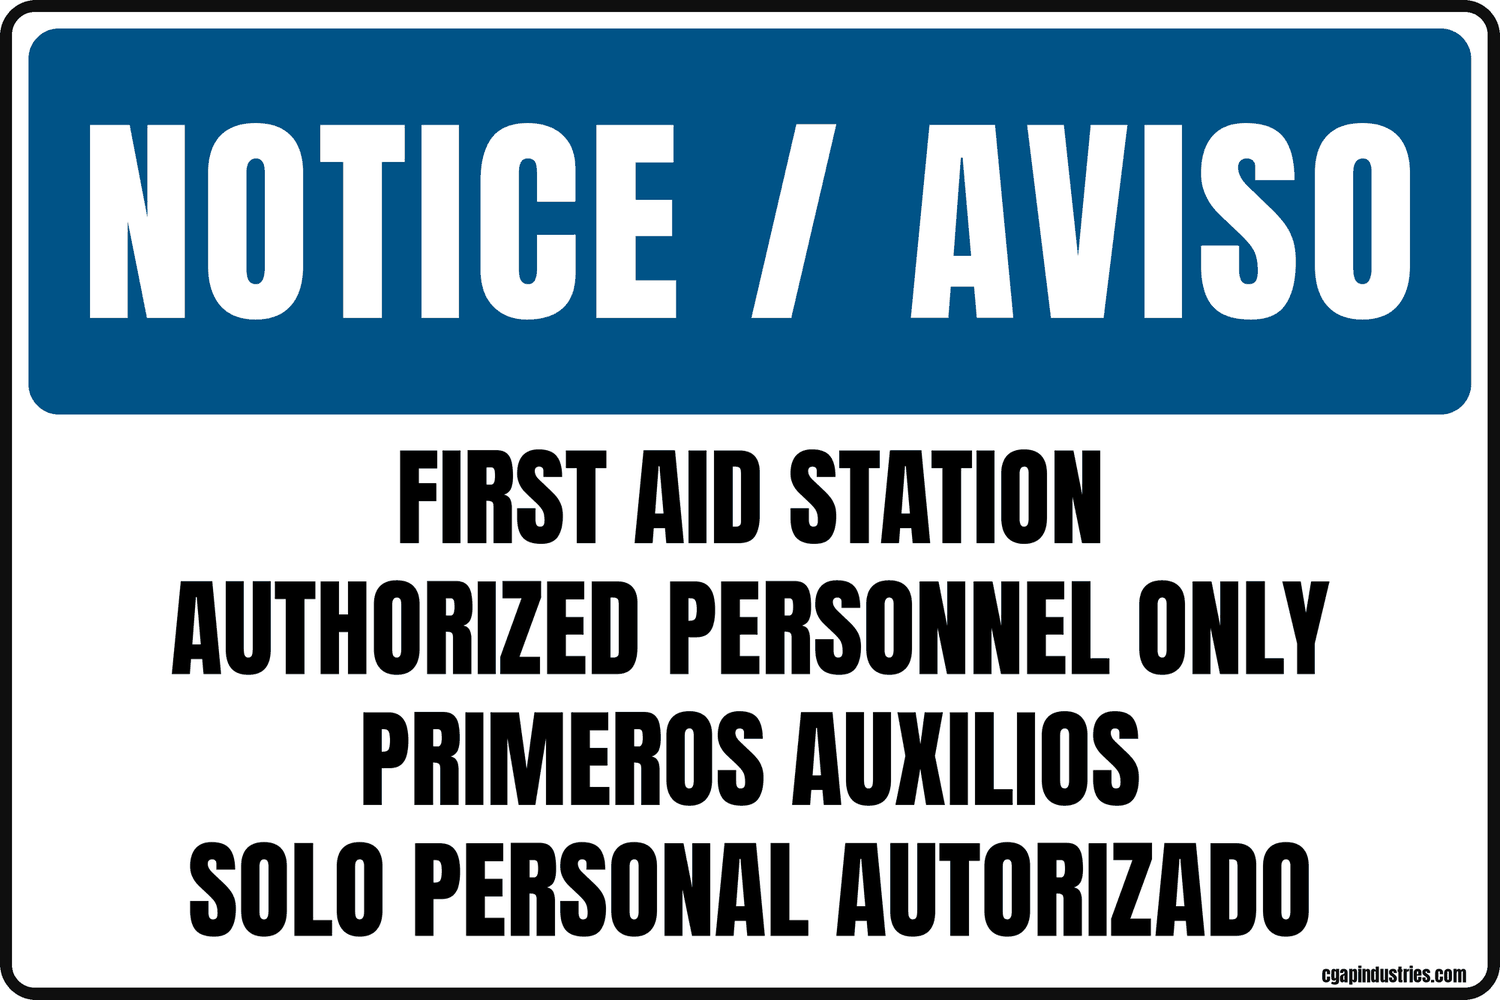 NOTICE / AVISO
FIRST AID STATION
AUTHORIZED PERSONNEL ONLY
PRIMEROS AUXILIOS
SOLO PERSONAL AUTORIZADO
cgapindustries.com